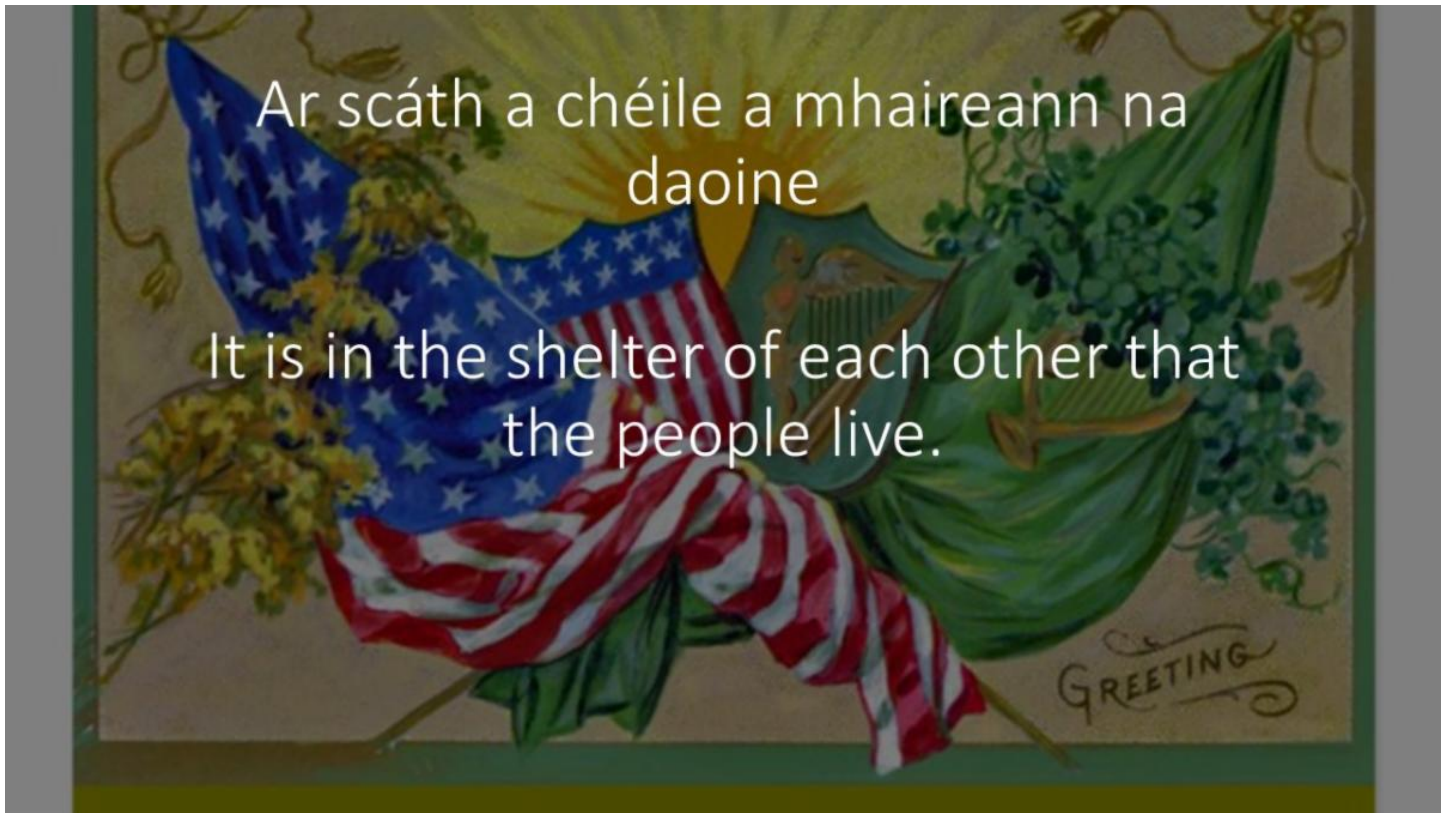 Ar scáth a chéile a mhaireann na
daoine
It is in the shelter of each other that
the people live.
GREETING